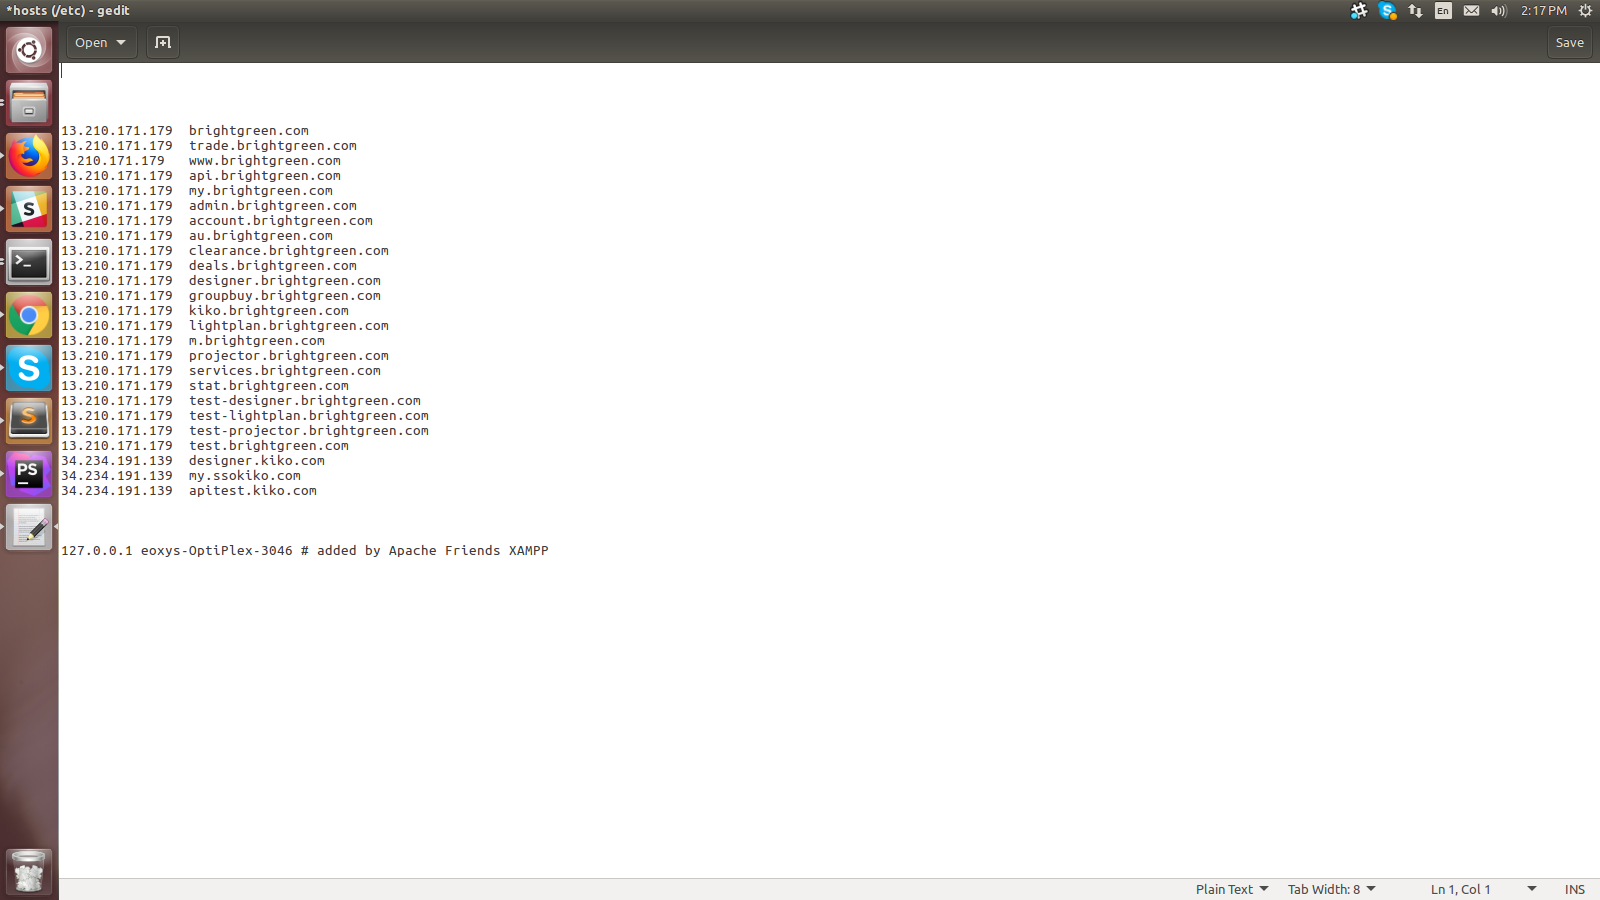 *hosts (/etc) - gedit
En
2:17 PM
Open
Save
13.210.171.179  brightgreen.com
13.210.171.179  trade.brightgreen.com
3.210.171.179   www.brightgreen.com
13.210.171.179  api.brightgreen.com
13.210.171.179  my.brightgreen.com
13.210.171.179  admin.brightgreen.com
13.210.171.179  account.brightgreen.com
13.210.171.179  au.brightgreen.com
13.210.171.179  clearance.brightgreen.com
13.210.171.179  deals.brightgreen.com
13.210.171.179  designer.brightgreen.com
13.210.171.179  groupbuy.brightgreen.com
13.210.171.179  kiko.brightgreen.com
13.210.171.179  lightplan.brightgreen.com
13.210.171.179  m.brightgreen.com
13.210.171.179  projector.brightgreen.com
13.210.171.179  services.brightgreen.com
13.210.171.179  stat.brightgreen.com
13.210.171.179  test-designer.brightgreen.com
13.210.171.179  test-lightplan.brightgreen.com
13.210.171.179  test-projector.brightgreen.com
13.210.171.179  test.brightgreen.com
34.234.191.139  designer.kiko.com
34.234.191.139  my.ssokiko.com
34.234.191.139  apitest.kiko.com
127.0.0.1 eoxys-OptiPlex-3046 # added by Apache Friends XAMPP
S
>_
S
S
PS
Plain Text
Tab Width: 8
Ln 1, Col 1
INS